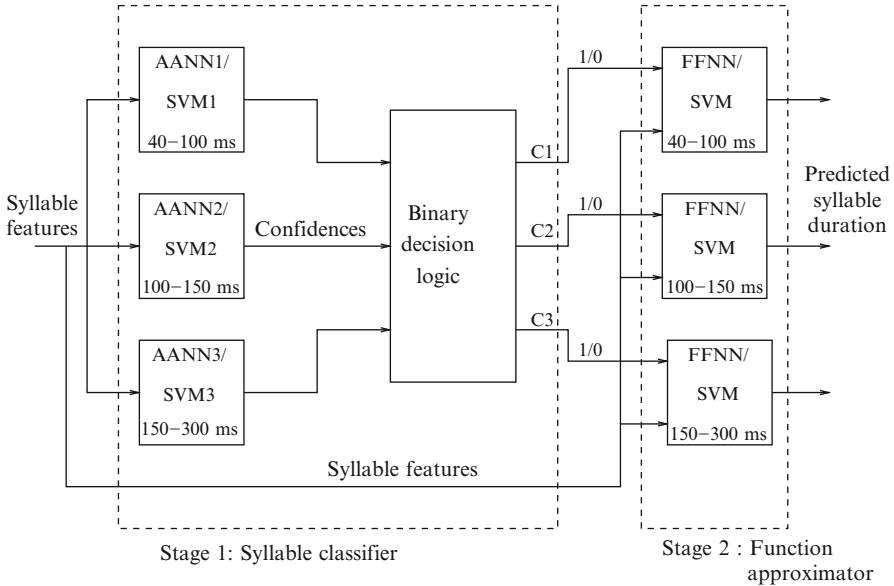 AANN1/
SVM1
40−100 ms
1/0
FFNN/
SVM
40−100 ms
C1
Syllable
features
AANN2/
SVM2
100−150 ms
Confidences
Binary
decision
logic
C2
1/0
FFNN/
SVM
100−150 ms
Predicted
syllable
duration
AANN3/
SVM3
150−300 ms
C3
1/0
FFNN/
SVM
150−300 ms
Syllable features
Stage 1: Syllable classifier
Stage 2 : Function
approximator